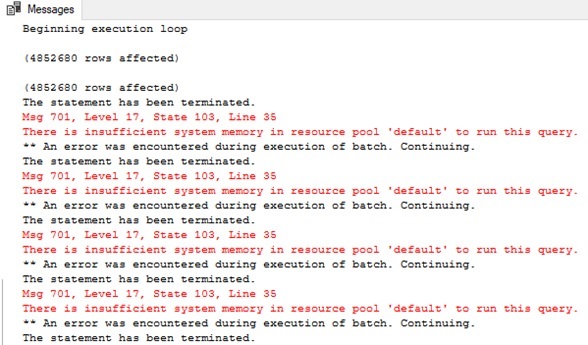 Messages
Beginning execution loop
(4852680 rows affected)
(4852680 rows affected)
The statement has been terminated.
Msg 701, Level 17, State 103, Line 35
There is insufficient system memory in resource pool 'default' to run this query.
** An error was encountered during execution of batch. Continuing.
The statement has been terminated.
Msg 701, Level 17, State 103, Line 35
There is insufficient system memory in resource pool 'default' to run this query.
** An error was encountered during execution of batch. Continuing.
The statement has been terminated.
Msg 701, Level 17, State 103, Line 35
There is insufficient system memory in resource pool 'default' to run this query.
** An error was encountered during execution of batch. Continuing.
The statement has been terminated.
Msg 701, Level 17, State 103, Line 35
There is insufficient system memory in resource pool 'default' to run this query.
** An error was encountered during execution of batch. Continuing.
The statement has been terminated.